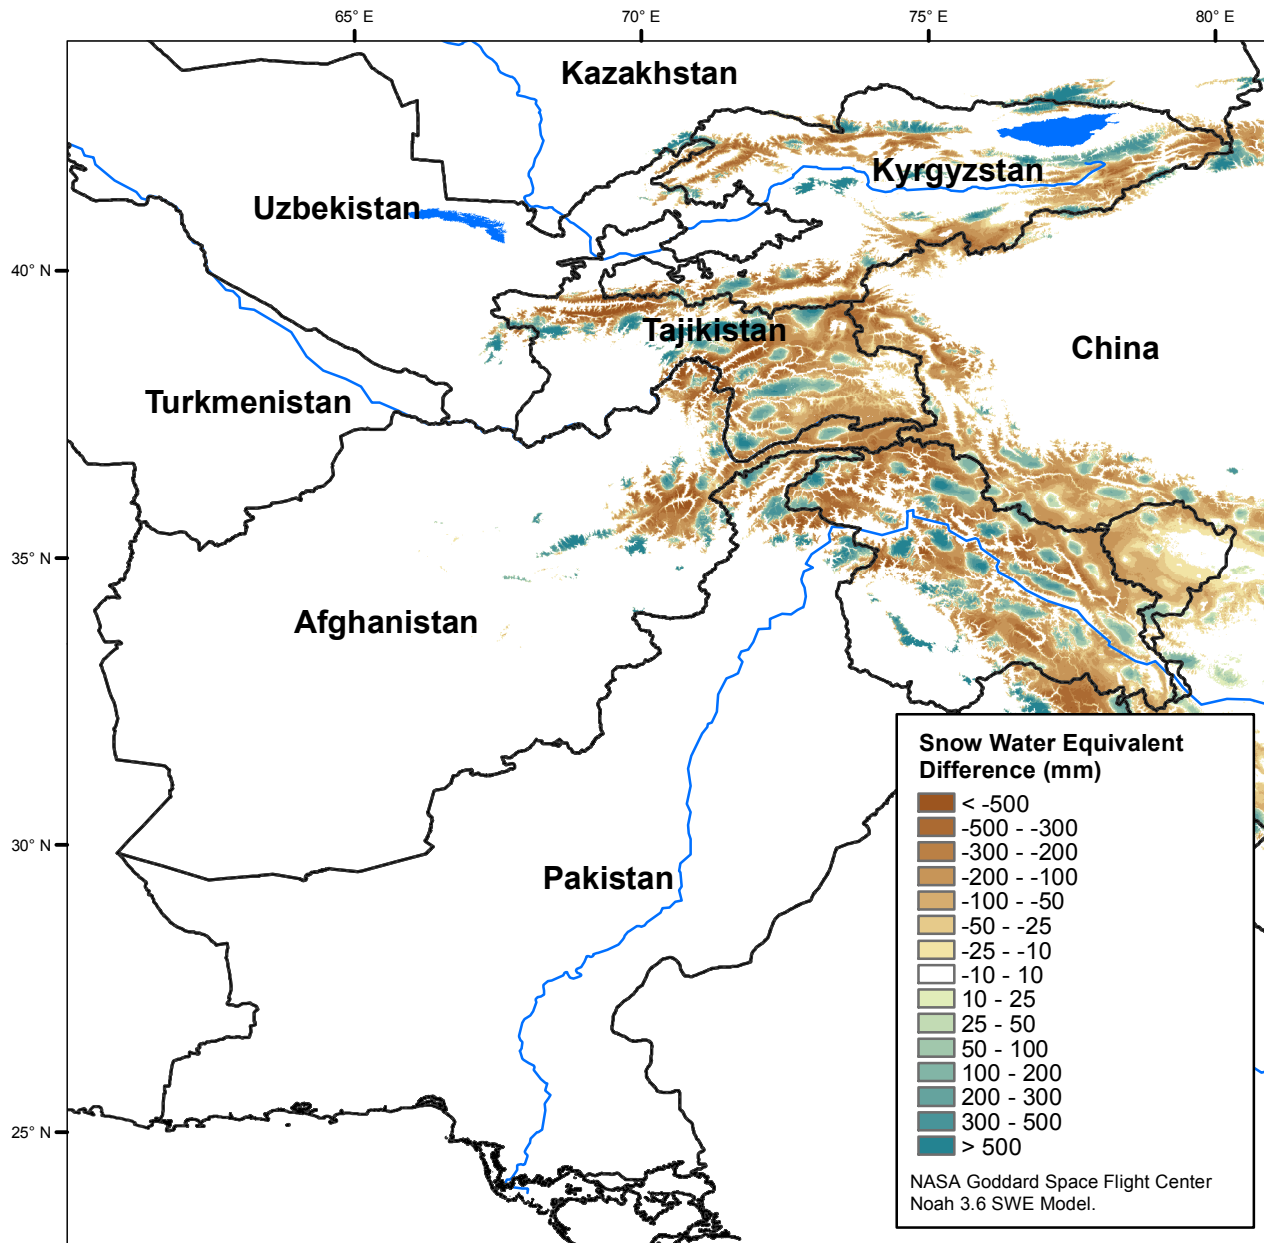 65° E
70° E
75° E
80° E
Kazakhstan
Kyrgyzstan
Uzbekistan
40° N
Tajikistan
China
Turkmenistan
35° N
Afghanistan
Snow Water Equivalent
Difference (mm)
< -500
-500 - -300
-300 - -200
-200 - -100
-100 - -50
-50 - -25
-25 - -10
-10 - 10
10 - 25
25 - 50
50 - 100
100 - 200
200 - 300
300 - 500
> 500
30° N
Pakistan
25° N
NASA Goddard Space Flight Center
Noah 3.6 SWE Model.